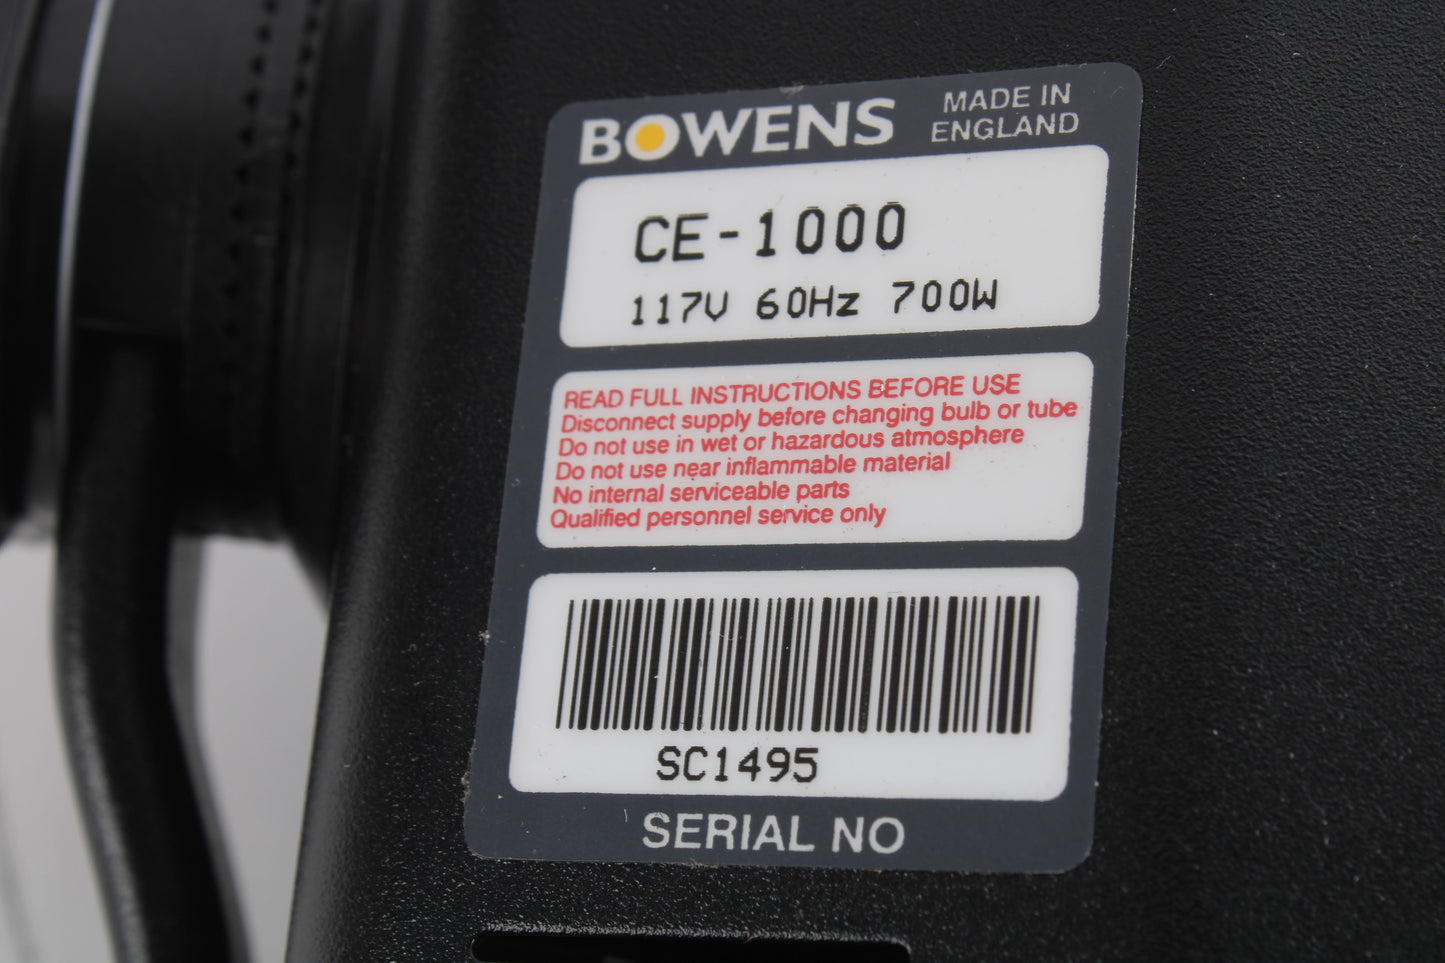 BOWENS
MADE IN
ENGLAND
CE-1000
117V 60Hz 700W
READ FULL INSTRUCTIONS BEFORE USE
Disconnect supply before changing bulb or tube
Do not use in wet or hazardous atmosphere
Do not use near inflammable material
No internal serviceable parts
Qualified personnel service only
SC1495
SERIAL NO